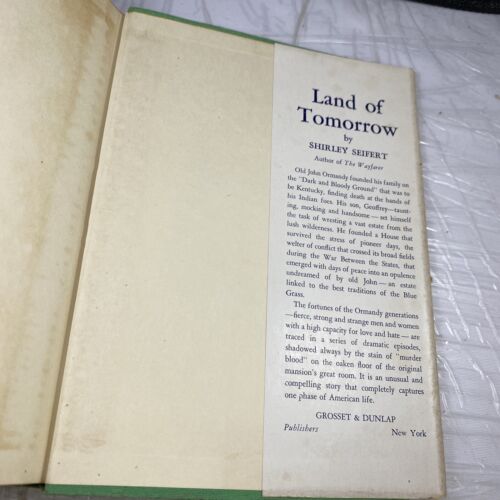 Land of
Tomorrow
by
SHIRLEY SEIFERT
Author of The Wayfarer
Old John Ormandy founded his family on
the "Dark and Bloody Ground" that was to
be Kentucky, finding death at the hands of
his Indian foes. His son, Geoffrey—taunt-
ing, mocking and handsome—set himself
the task of wresting a vast estate from the
lush wilderness. He founded a House that
survived the stress of pioneer days, the
welter of conflict that crossed its broad fields
during the War Between the States, that
emerged with days of peace into an opulence
undreamed of by old John—an estate
linked to the best traditions of the Blue
Grass.
The fortunes of the Ormandy generations
—fierce, strong and strange men and women
with a high capacity for love and hate—are
traced in a series of dramatic episodes,
shadowed always by the stain of "murder
blood" on the oaken floor of the original
mansion's great room. It is an unusual and
compelling story that completely captures
one phase of American life.
GROSSET & DUNLAP
Publishers New York